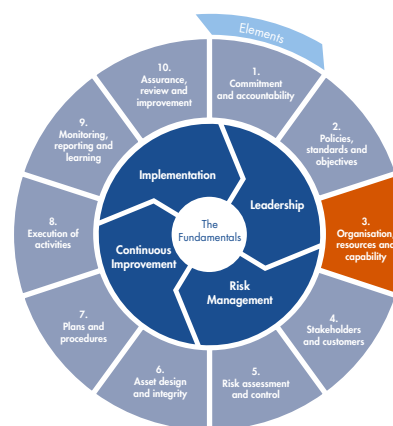 Elements
1.
Commitment
and accountability
2.
Policies,
standards and
objectives
3.
Organisation,
resources and
capability
4.
Stakeholders
and customers
5.
Risk assessment
and control
6.
Asset design
and integrity
7.
Plans and
procedures
8.
Execution of
activities
9.
Monitoring,
reporting and
learning
10.
Assurance,
review and
improvement
Implementation
Leadership
Risk
Management
Continuous
Improvement
The
Fundamentals